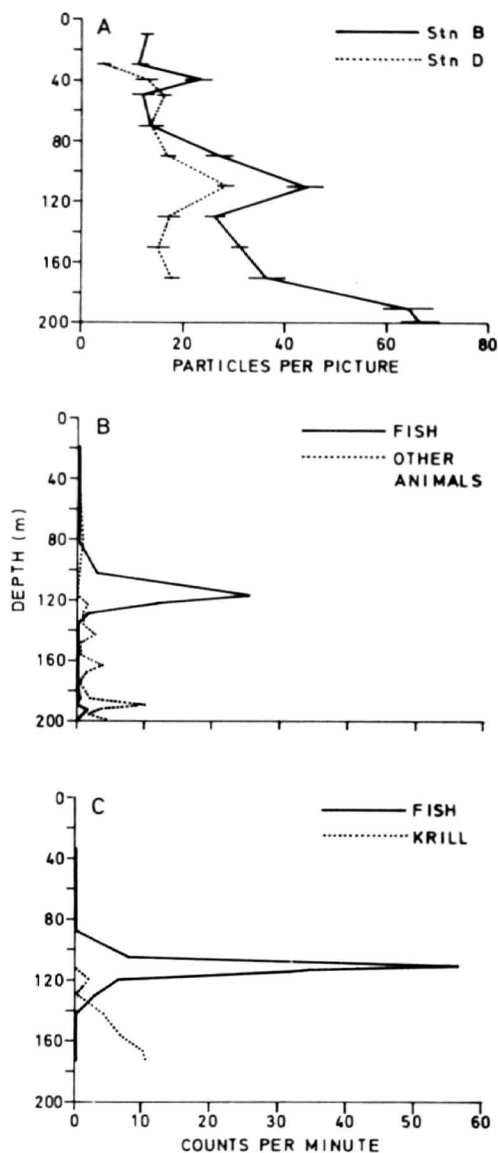 A
Stn B
Stn D
0
40
80
120
160
200
0
20
40
60
80
PARTICLES PER PICTURE
B
FISH
OTHER
ANIMALS
0
40
80
120
160
200
DEPTH (m)
C
FISH
KRILL
0
40
80
120
160
200
0
10
20
30
40
50
60
COUNTS PER MINUTE